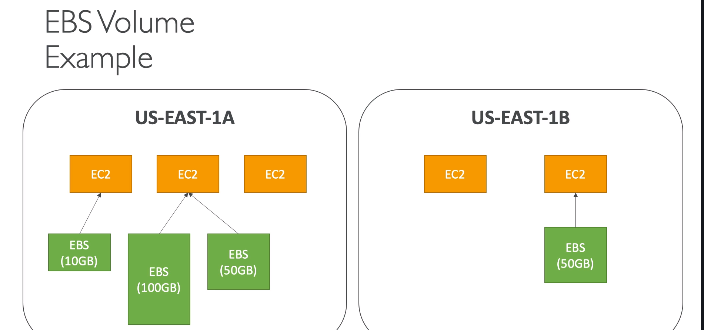 EBS Volume
Example
US-EAST-1A
EC2
EC2
EC2
EBS
(10GB)
EBS
(100GB)
EBS
(50GB)
US-EAST-1B
EC2
EC2
EBS
(50GB)